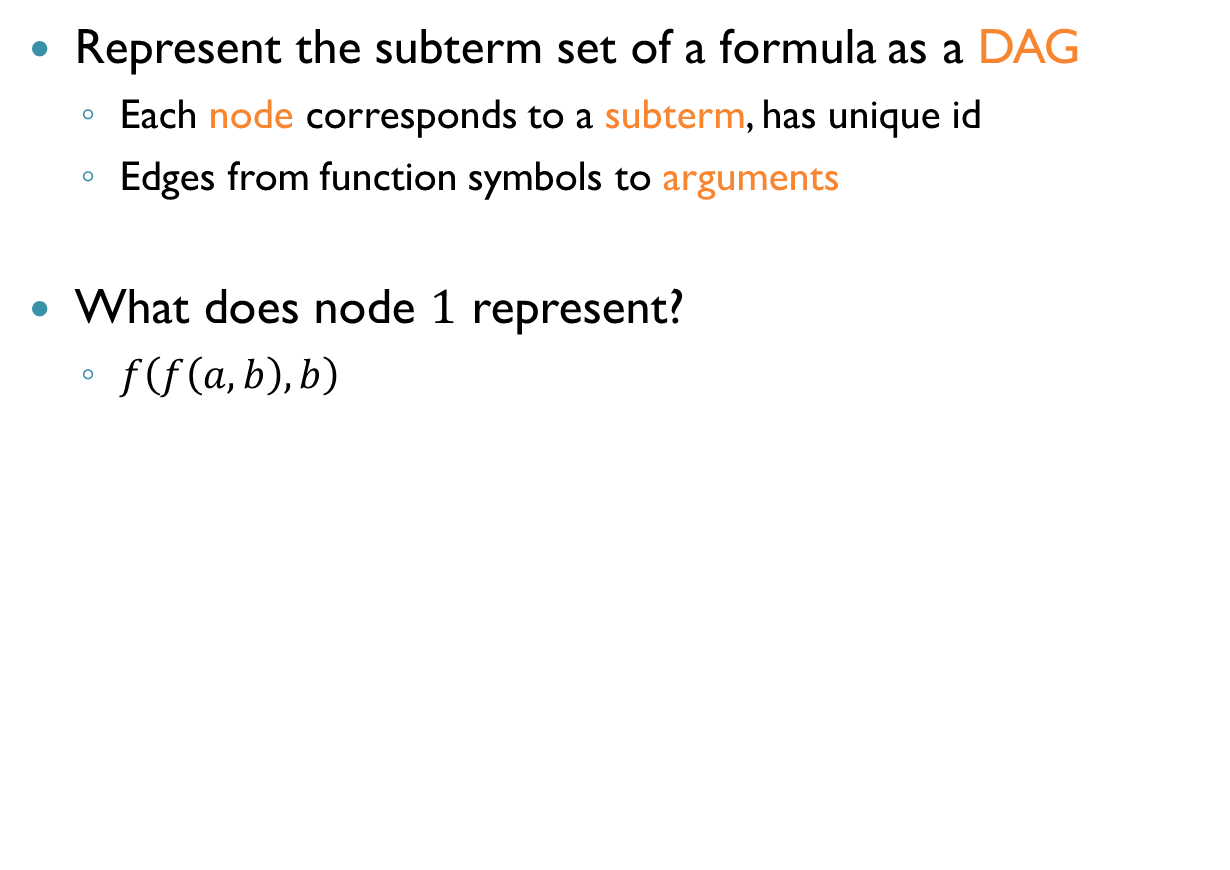 • Represent the subterm set of a formula as a DAG
◦ Each node corresponds to a subterm, has unique id
◦ Edges from function symbols to arguments
• What does node 1 represent?
◦ 𝑓(𝑓(𝑎, 𝑏), 𝑏)